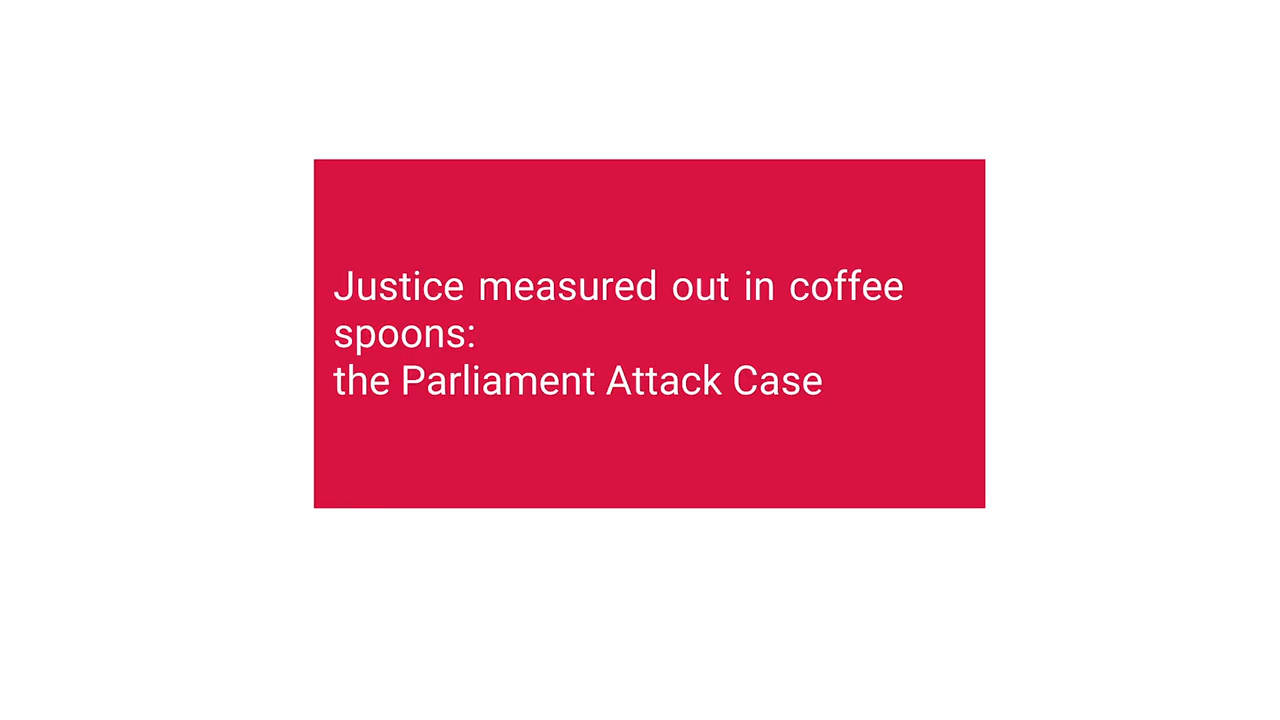 Justice measured out in coffee
spoons:
the Parliament Attack Case